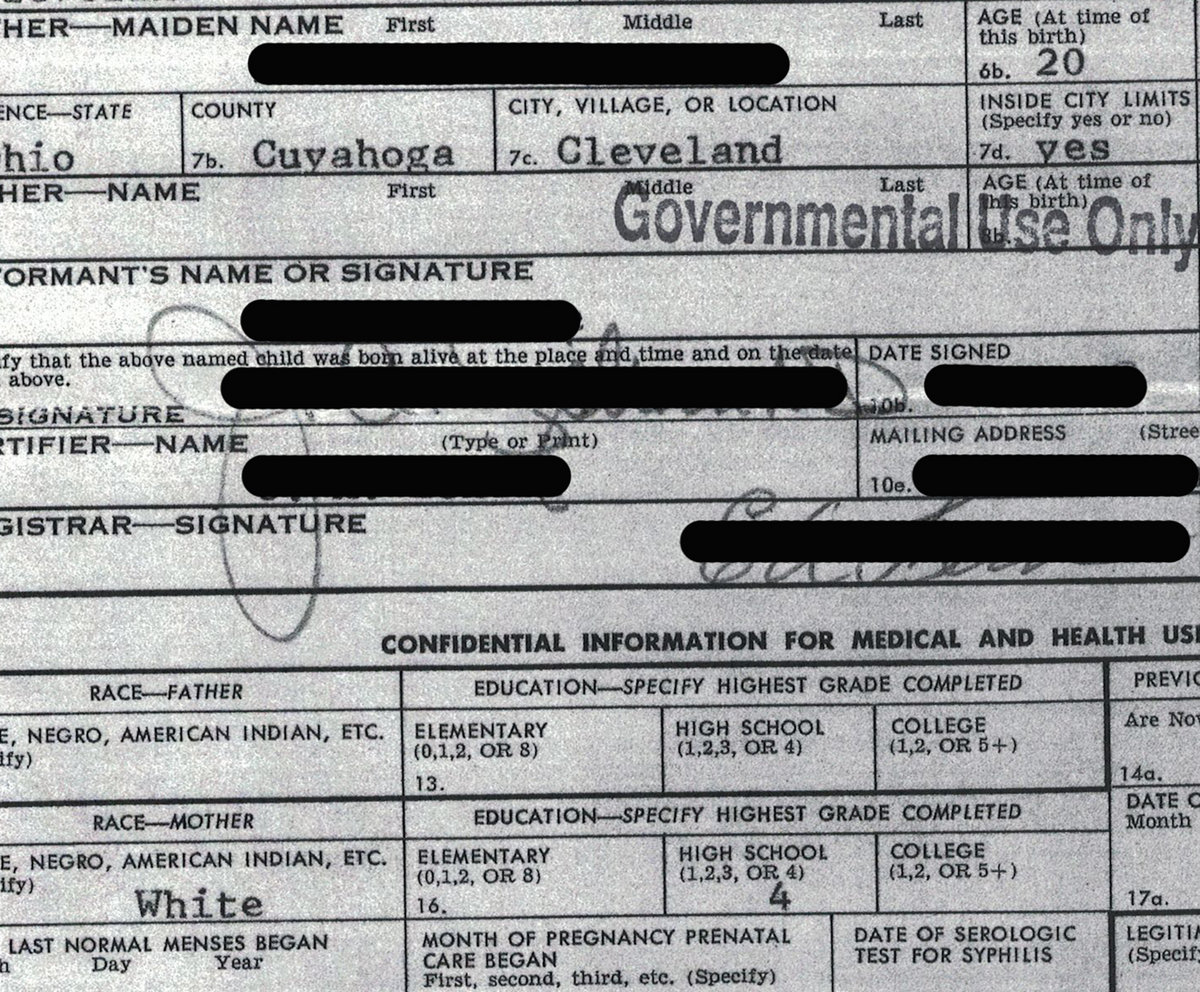 HER—MAIDEN NAME First Middle Last AGE (At time of
this birth)
6b. 20
ENCE—STATE COUNTY CITY, VILLAGE, OR LOCATION INSIDE CITY LIMITS
(Specify yes or no)
hio 7b. Cuyahoga 7c. Cleveland 7d. yes
HER—NAME First Middle Last AGE (At time of
this birth)
8b.
Governmental Use Only
FORMANT'S NAME OR SIGNATURE
ify that the above named child was born alive at the place and time and on the date DATE SIGNED
above.
SIGNATURE 10b.
RTIFIER—NAME (Type or Print) MAILING ADDRESS (Stree
10e.
GISTRAR—SIGNATURE
CONFIDENTIAL INFORMATION FOR MEDICAL AND HEALTH US
RACE—FATHER EDUCATION—SPECIFY HIGHEST GRADE COMPLETED PREVIO
E, NEGRO, AMERICAN INDIAN, ETC. ELEMENTARY HIGH SCHOOL COLLEGE Are Now
ify) (0,1,2, OR 8) (1,2,3, OR 4) (1,2, OR 5+)
13. 14a.
RACE—MOTHER EDUCATION—SPECIFY HIGHEST GRADE COMPLETED DATE O
Month
E, NEGRO, AMERICAN INDIAN, ETC. ELEMENTARY HIGH SCHOOL COLLEGE
ify) (0,1,2, OR 8) (1,2,3, OR 4) (1,2, OR 5+)
White 16. 4 17a.
LAST NORMAL MENSES BEGAN MONTH OF PREGNANCY PRENATAL DATE OF SEROLOGIC LEGITIM
h Day Year CARE BEGAN TEST FOR SYPHILIS (Specify
First, second, third, etc. (Specify)